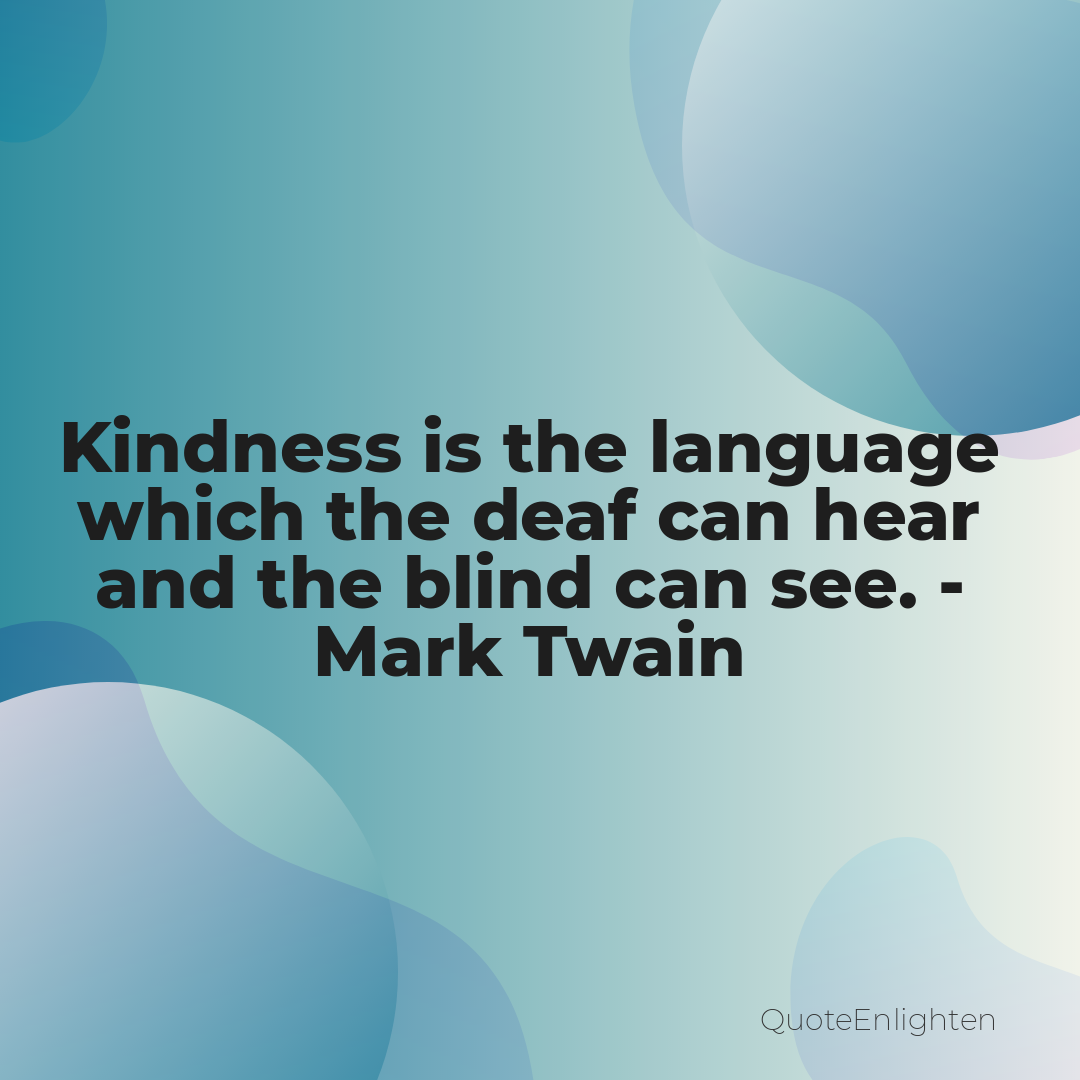 Kindness is the language
which the deaf can hear
and the blind can see. -
Mark Twain
QuoteEnlighten